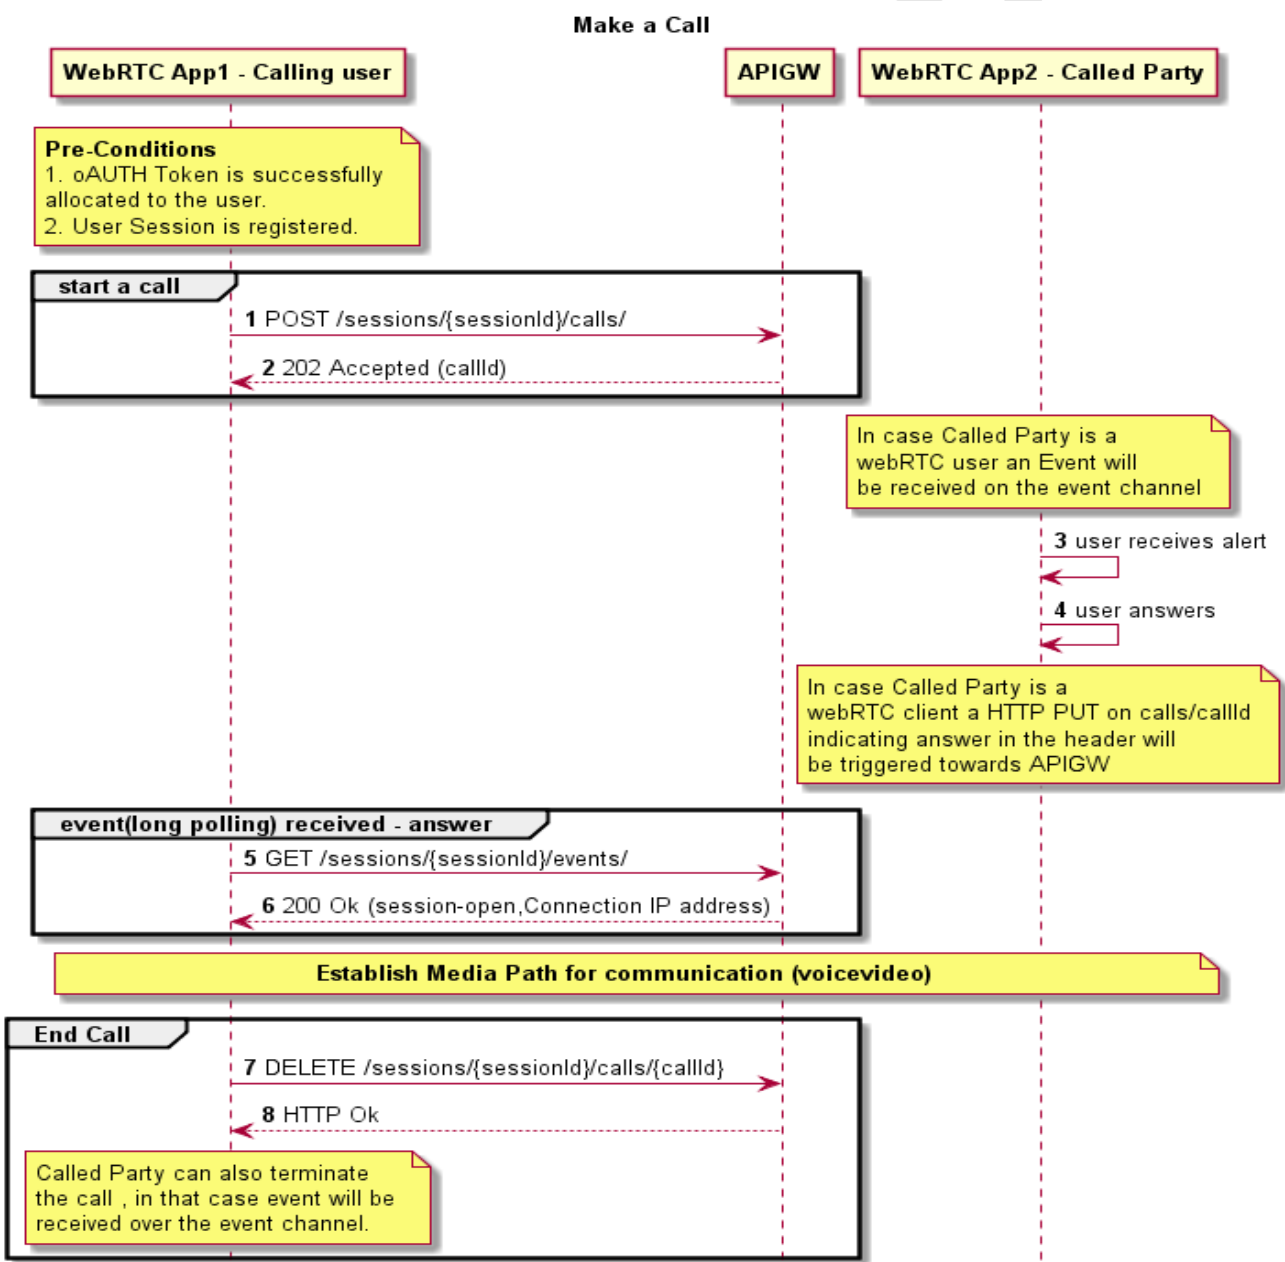 Make a Call
WebRTC App1 - Calling user
APIGW
WebRTC App2 - Called Party
Pre-Conditions
1. oAUTH Token is successfully
allocated to the user.
2. User Session is registered.
start a call
1 POST /sessions/{sessionId}/calls/
2 202 Accepted (callId)
In case Called Party is a
webRTC user an Event will
be received on the event channel
3 user receives alert
4 user answers
In case Called Party is a
webRTC client a HTTP PUT on calls/callId
indicating answer in the header will
be triggered towards APIGW
event(long polling) received - answer
5 GET /sessions/{sessionId}/events/
6 200 Ok (session-open,Connection IP address)
Establish Media Path for communication (voicevideo)
End Call
7 DELETE /sessions/{sessionId}/calls/{callId}
8 HTTP Ok
Called Party can also terminate
the call , in that case event will be
received over the event channel.